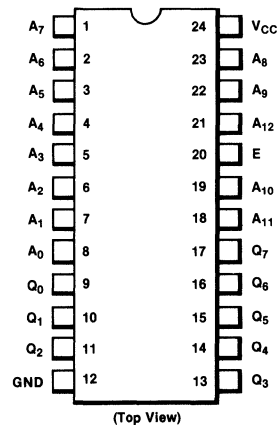 A7 1 24 VCC
A6 2 23 A8
A5 3 22 A9
A4 4 21 A12
A3 5 20 E
A2 6 19 A10
A1 7 18 A11
A0 8 17 Q7
Q0 9 16 Q6
Q1 10 15 Q5
Q2 11 14 Q4
GND 12 13 Q3
(Top View)